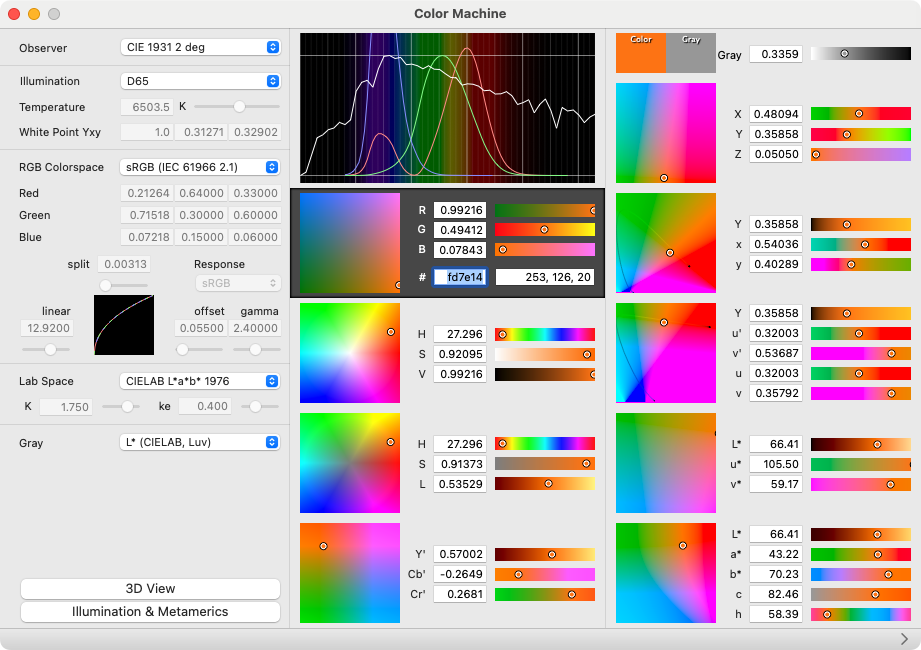 Color Machine
Observer CIE 1931 2 deg
Illumination D65
Temperature 6503.5 K
White Point Yxy 1.0 0.31271 0.32902
RGB Colorspace sRGB (IEC 61966 2.1)
Red 0.21264 0.64000 0.33000
Green 0.71518 0.30000 0.60000
Blue 0.07218 0.15000 0.06000
split 0.00313 Response
sRGB
linear offset gamma
12.9200 0.05500 2.40000
Lab Space CIELAB L*a*b* 1976
K 1.750 ke 0.400
Gray L* (CIELAB, Luv)
3D View
Illumination & Metamerics
R 0.99216
G 0.49412
B 0.07843
# fd7e14 253, 126, 20
H 27.296
S 0.92095
V 0.99216
H 27.296
S 0.91373
L 0.53529
Y' 0.57002
Cb' -0.2649
Cr' 0.2681
Color Gray Gray 0.3359
X 0.48094
Y 0.35858
Z 0.05050
Y 0.35858
x 0.54036
y 0.40289
Y 0.35858
u' 0.32003
v' 0.53687
u 0.32003
v 0.35792
L* 66.41
u* 105.50
v* 59.17
L* 66.41
a* 43.22
b* 70.23
c 82.46
h 58.39